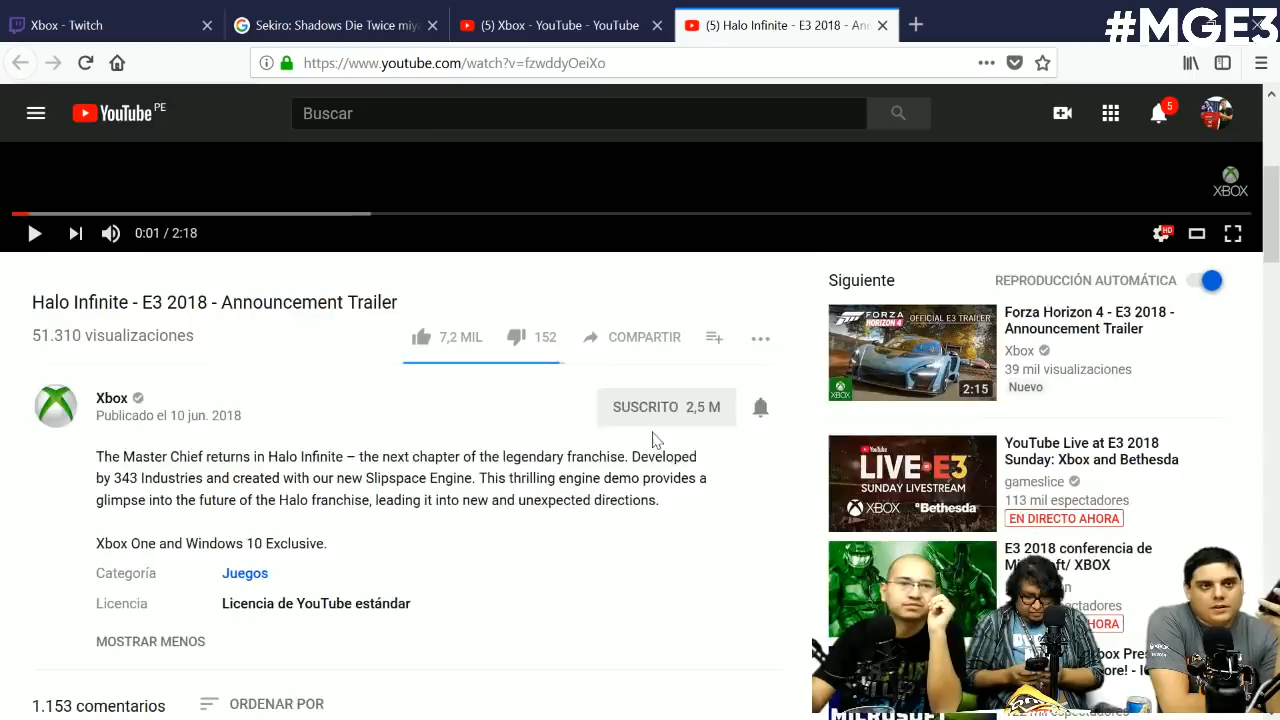 Xbox - Twitch
Sekiro: Shadows Die Twice
(5) Xbox - YouTube - YouTube
(5) Halo Infinite - E3 2018 -
#MGE3
https://www.youtube.com/watch?v=fzwddyOeiXo
YouTube PE
Buscar
5
XBOX
0:01 / 2:18
HD
Halo Infinite - E3 2018 - Announcement Trailer
51.310 visualizaciones
7,2 MIL
152
COMPARTIR
Xbox
Publicado el 10 jun. 2018
SUSCRITO 2,5 M
The Master Chief returns in Halo Infinite – the next chapter of the legendary franchise. Developed
by 343 Industries and created with our new Slipspace Engine. This thrilling engine demo provides a
glimpse into the future of the Halo franchise, leading it into new and unexpected directions.
Xbox One and Windows 10 Exclusive.
Categoría
Juegos
Licencia
Licencia de YouTube estándar
MOSTRAR MENOS
1.153 comentarios
ORDENAR POR
Siguiente
REPRODUCCIÓN AUTOMÁTICA
FORZA HORIZON 4
OFFICIAL E3 TRAILER
XBOX
2:15
Forza Horizon 4 - E3 2018 -
Announcement Trailer
Xbox
39 mil visualizaciones
Nuevo
YouTube
LIVE E3
SUNDAY LIVESTREAM
XBOX
Bethesda
YouTube Live at E3 2018
Sunday: Xbox and Bethesda
gameslice
113 mil espectadores
EN DIRECTO AHORA
E3 2018 conferencia de
XBOX
MICROSOFT